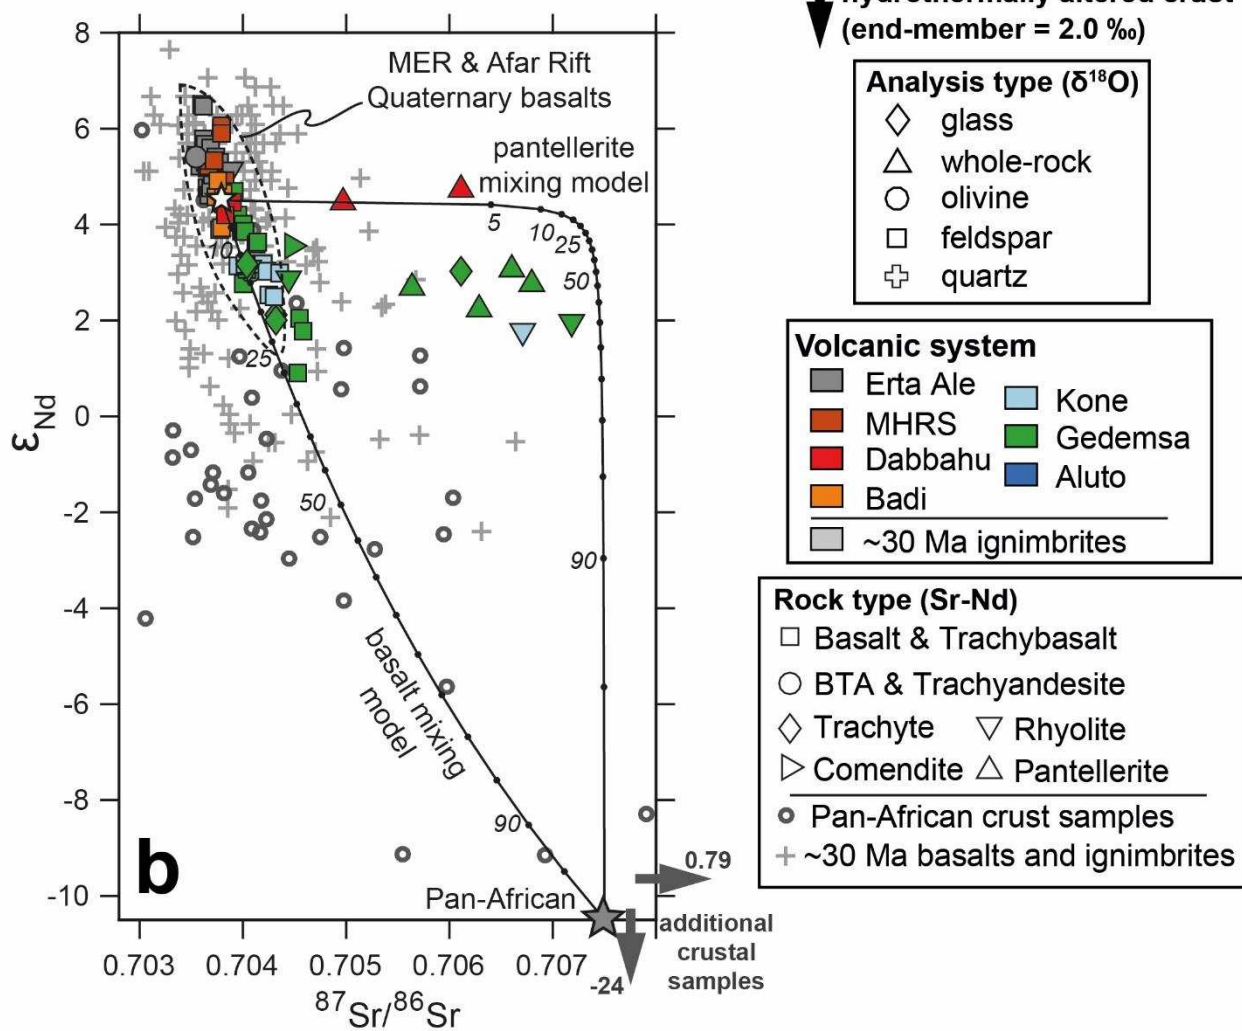 hydrothermally altered crust
(end-member = 2.0 ‰)
Analysis type (δ¹⁸O)
glass
whole-rock
olivine
feldspar
quartz
Volcanic system
Erta Ale
MHRS
Dabbahu
Badi
Kone
Gedemsa
Aluto
~30 Ma ignimbrites
Rock type (Sr-Nd)
Basalt & Trachybasalt
BTA & Trachyandesite
Trachyte
Rhyolite
Comendite
Pantellerite
Pan-African crust samples
~30 Ma basalts and ignimbrites
8
6
4
2
0
-2
-4
-6
-8
-10
εNd
MER & Afar Rift
Quaternary basalts
pantellerite
mixing model
5
10
25
50
90
10
25
50
90
basalt mixing
model
b
Pan-African
0.79
additional
crustal
samples
-24
0.703
0.704
0.705
0.706
0.707
⁸⁷Sr/⁸⁶Sr